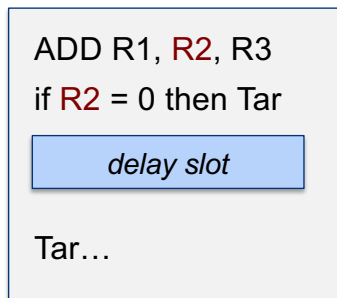 ADD R1, R2, R3
if R2 = 0 then Tar
delay slot
Tar…